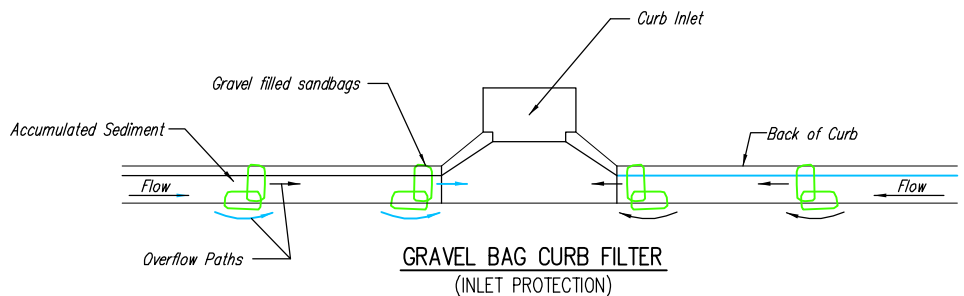 Curb Inlet
Gravel filled sandbags
Accumulated Sediment
Back of Curb
Flow
Flow
Overflow Paths
GRAVEL BAG CURB FILTER
(INLET PROTECTION)